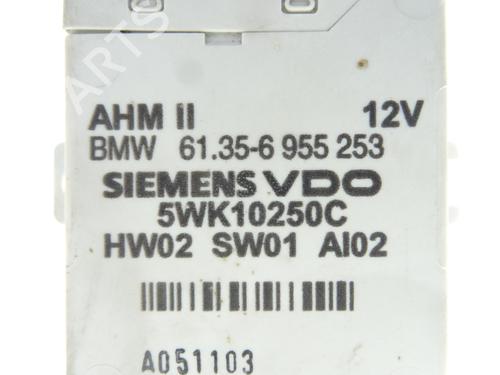 AHM II 12V
BMW 61.35-6 955 253
SIEMENS VDO
5WK10250C
HW02 SW01 AI02
A051103